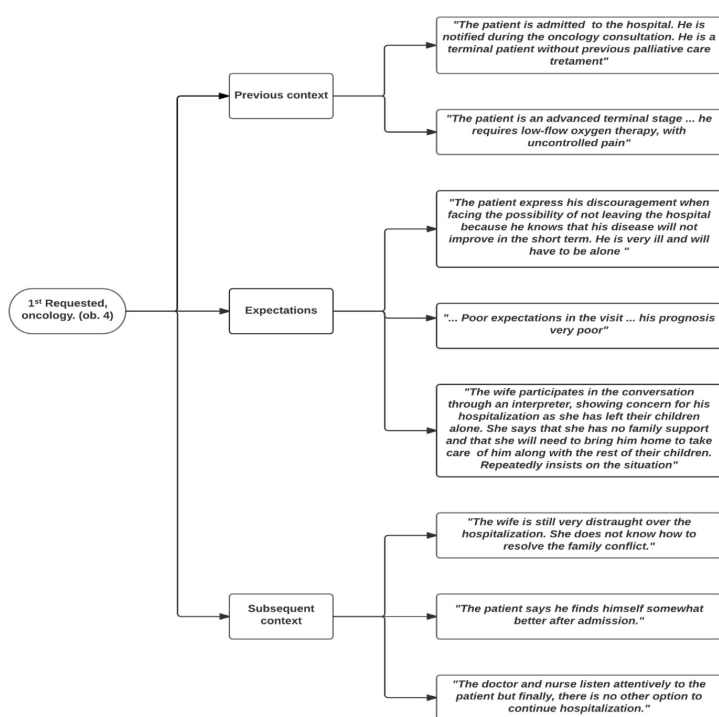 "The patient is admitted to the hospital. He is
notified during the oncology consultation. He is a
terminal patient without previous palliative care
tretament"
Previous context
"The patient is an advanced terminal stage ... he
requires low-flow oxygen therapy, with
uncontrolled pain"
"The patient express his discouragement when
facing the possibility of not leaving the hospital
because he knows that his disease will not
improve in the short term. He is very ill and will
have to be alone "
1st Requested,
oncology. (ob. 4)
Expectations
"... Poor expectations in the visit ... his prognosis
very poor"
"The wife participates in the conversation
through an interpreter, showing concern for his
hospitalization as she has left their children
alone. She says that she has no family support
and that she will need to bring him home to take
care of him along with the rest of their children.
Repeatedly insists on the situation"
"The wife is still very distraught over the
hospitalization. She does not know how to
resolve the family conflict."
Subsequent
context
"The patient says he finds himself somewhat
better after admission."
"The doctor and nurse listen attentively to the
patient but finally, there is no other option to
continue hospitalization."